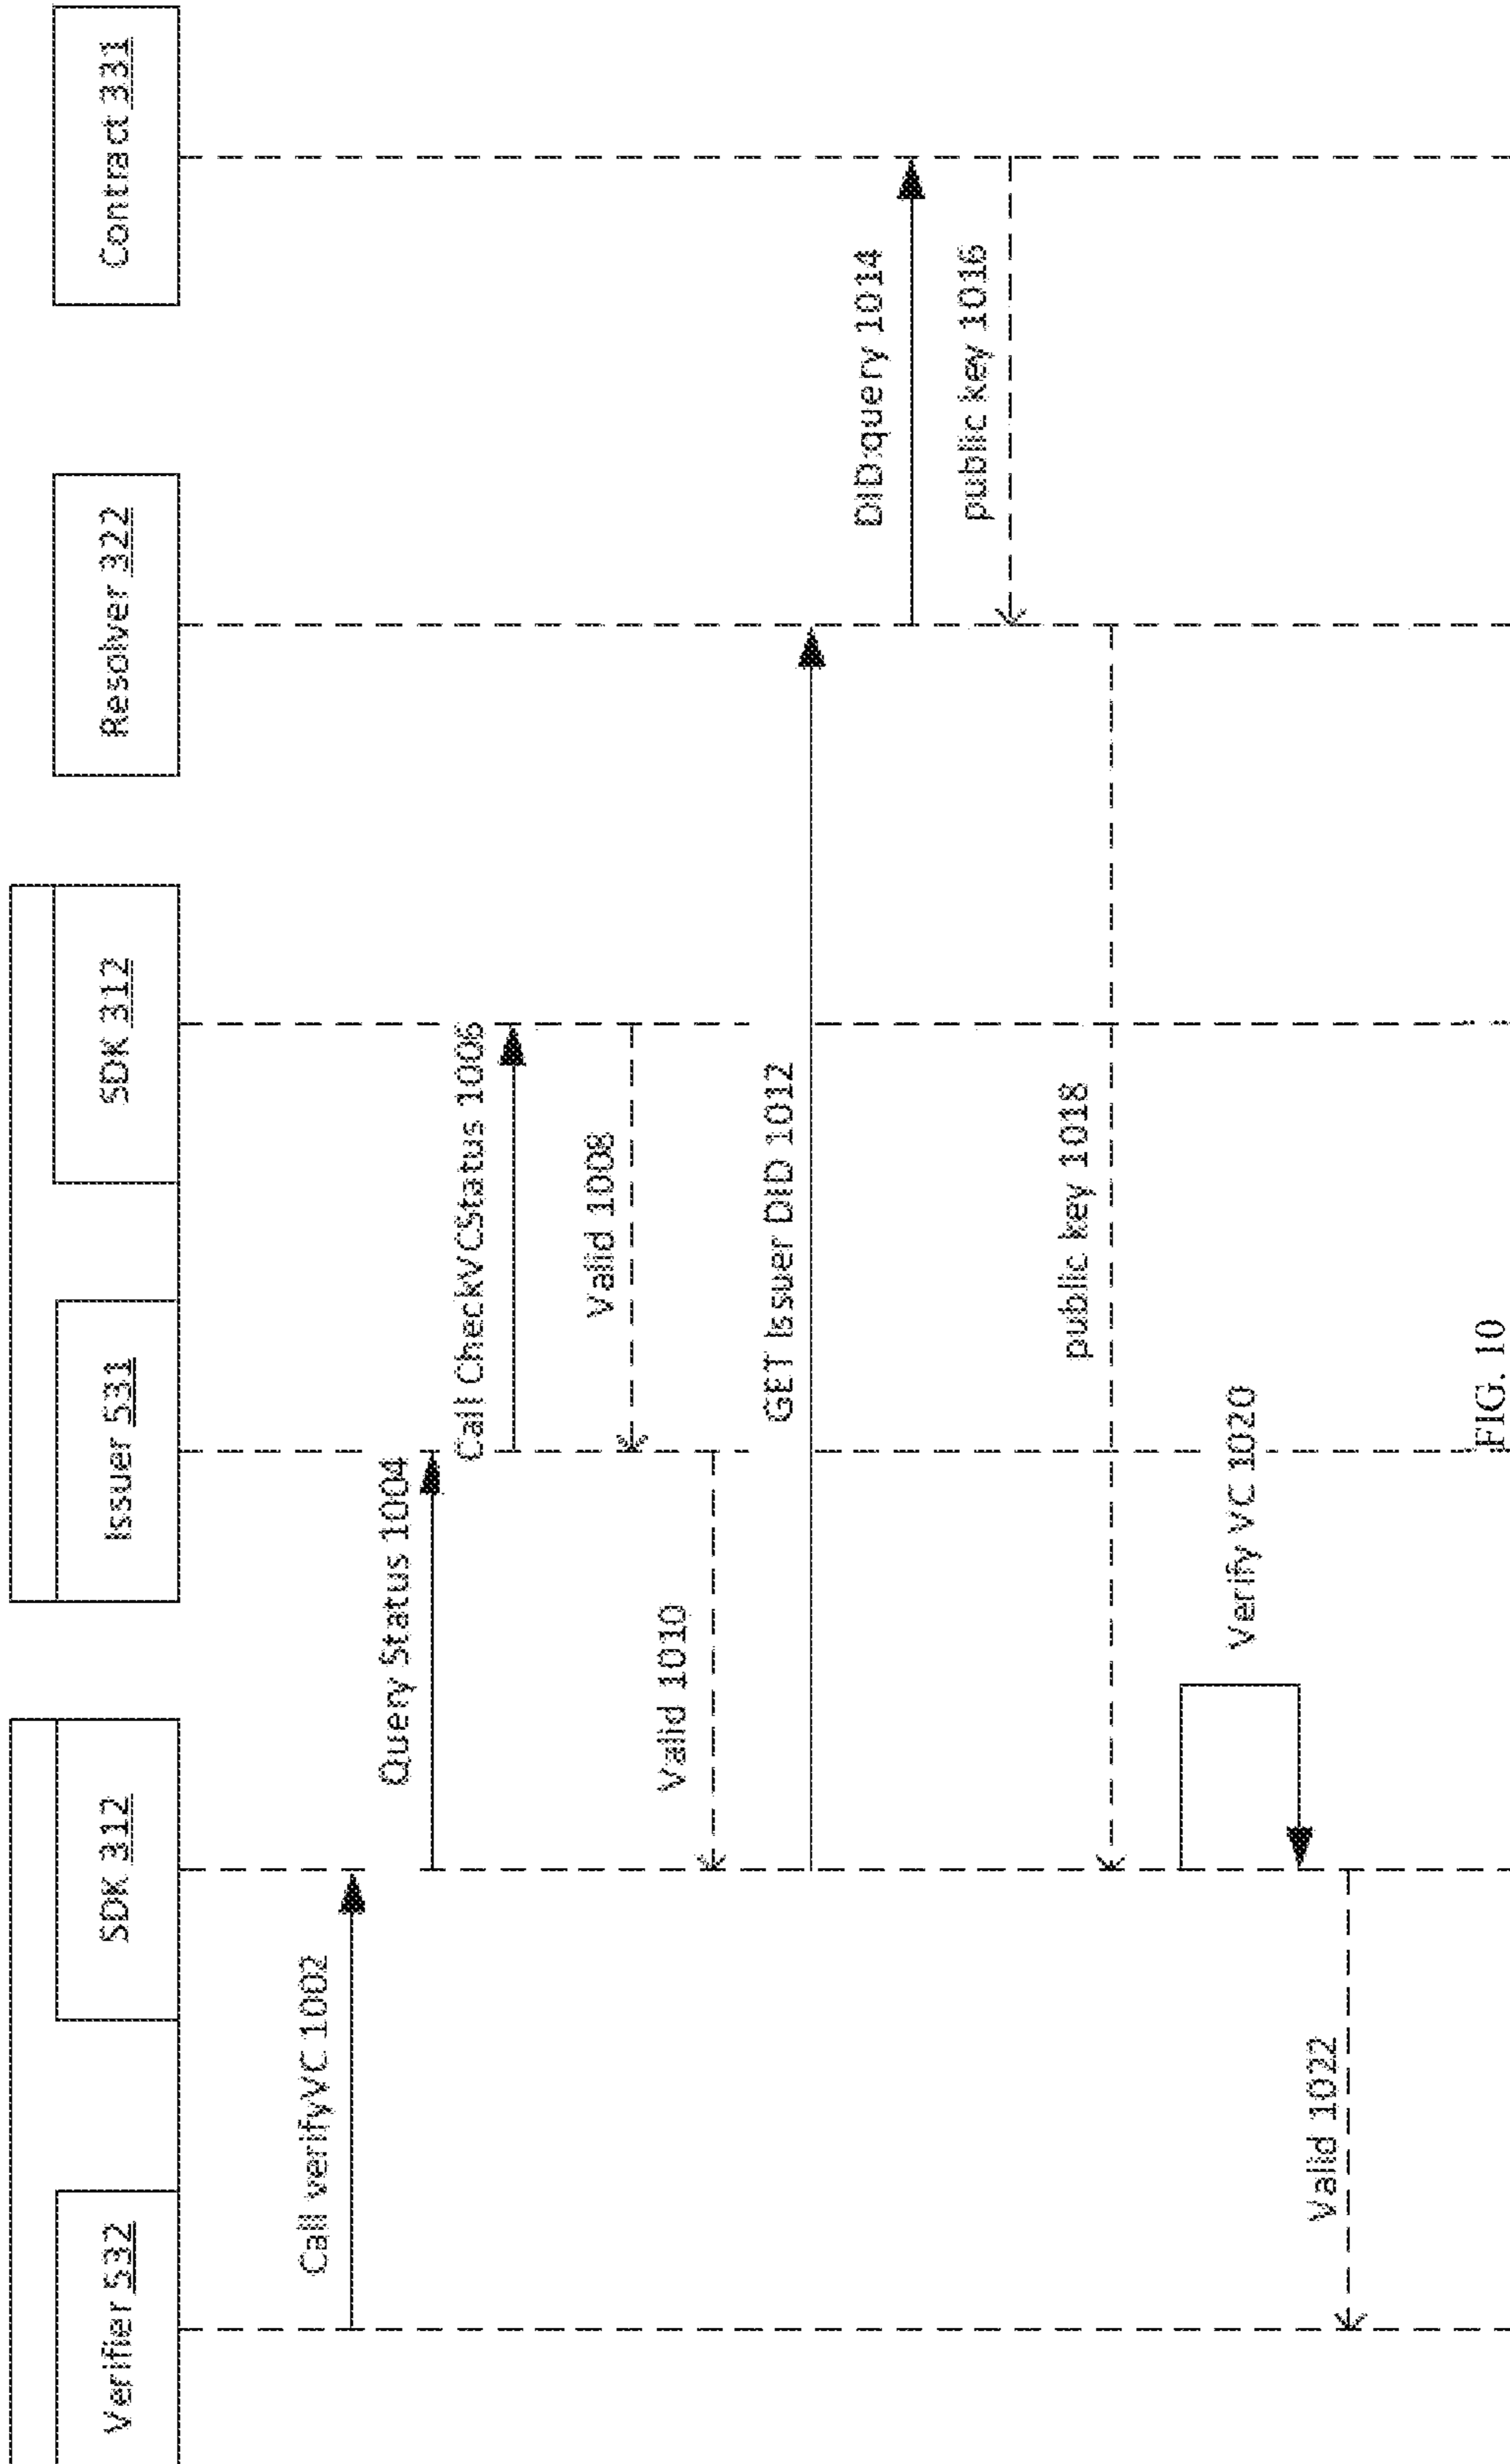 Verifier 532
SDK 312
Issuer 531
SDK 312
Resolver 322
Contract 331
Call verifyVC 1002
Query Status 1004
Call CheckVCStatus 1006
Valid 1008
Valid 1010
GET Issuer DID 1012
DID:query 1014
public key 1016
public key 1018
Verify VC 1020
Valid 1022
FIG. 10